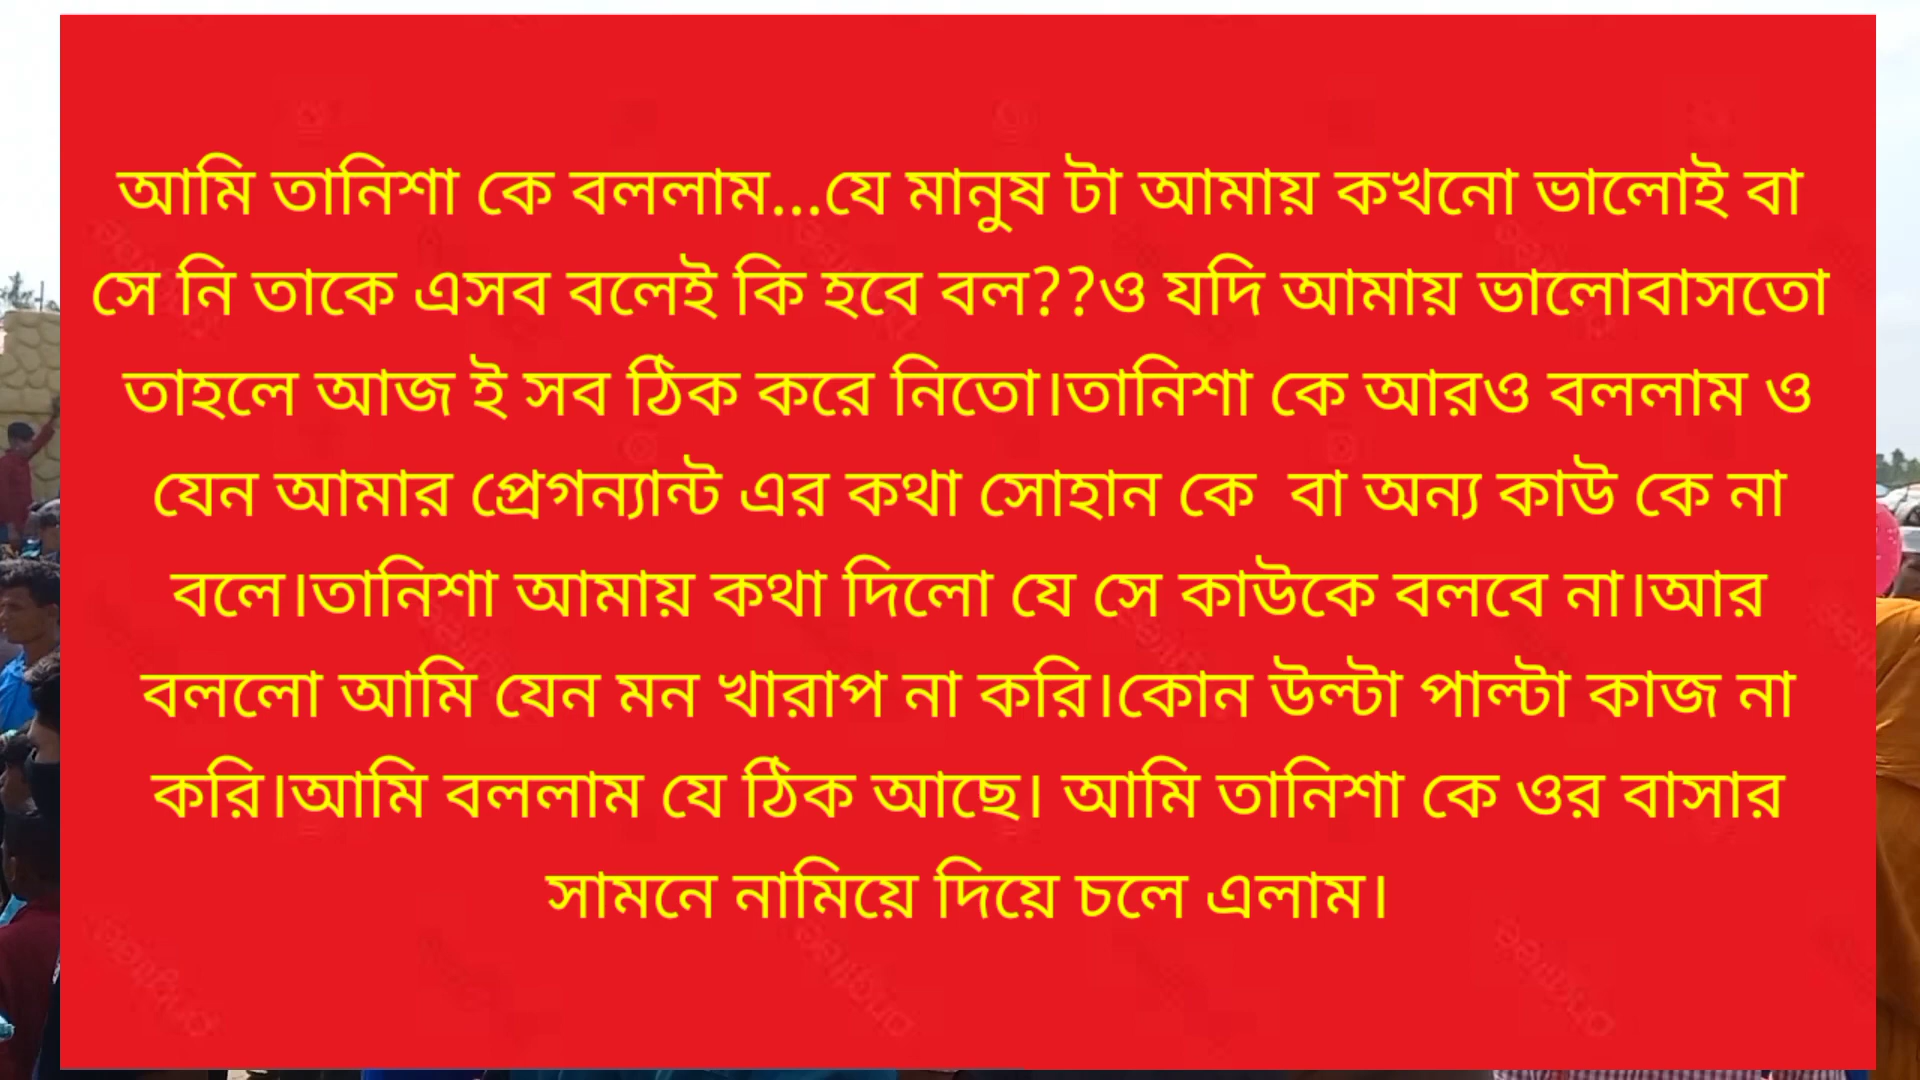 আমি তানিশা কে বললাম...যে মানুষ টা আমায় কখনো ভালোই বা
সে নি তাকে এসব বলেই কি হবে বল??ও যদি আমায় ভালোবাসতো
তাহলে আজ ই সব ঠিক করে নিতো।তানিশা কে আরও বললাম ও
যেন আমার প্রেগন্যান্ট এর কথা সোহান কে  বা অন্য কাউ কে না
বলে।তানিশা আমায় কথা দিলো যে সে কাউকে বলবে না।আর
বললো আমি যেন মন খারাপ না করি।কোন উল্টা পাল্টা কাজ না
করি।আমি বললাম যে ঠিক আছে। আমি তানিশা কে ওর বাসার
সামনে নামিয়ে দিয়ে চলে এলাম।